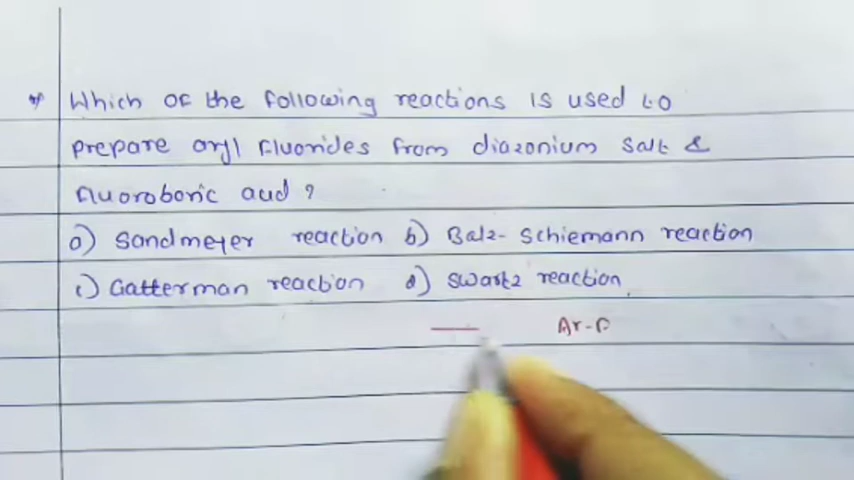 Which of the following reactions is used to
prepare aryl fluorides from diazonium salt &
fluoroboric acid ?
a) Sandmeyer reaction b) Balz- Schiemann reaction
c) Gatterman reaction d) Swartz reaction
Ar-